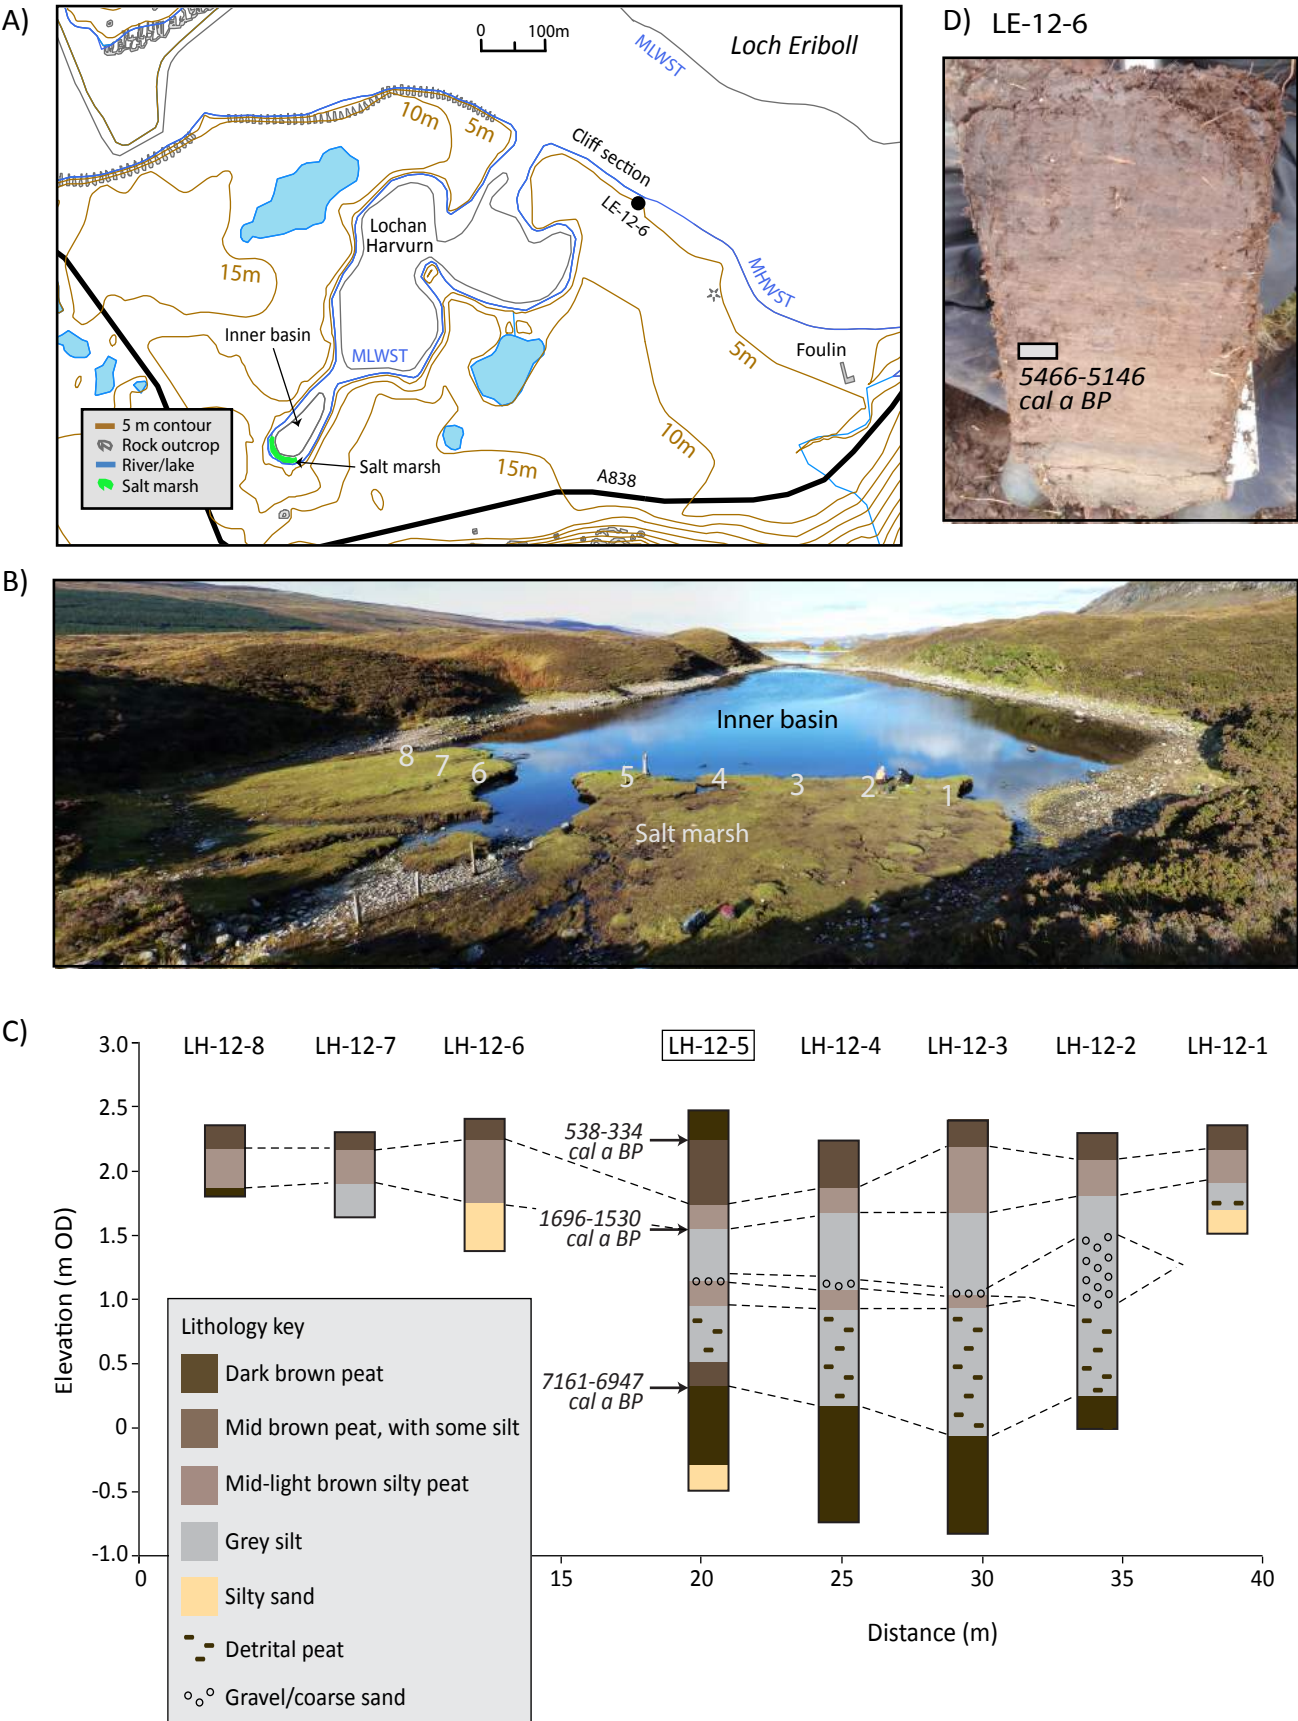 A)
0 100m
Loch Eriboll
MLWST
10m
5m
Cliff section
LE-12-6
Lochan
Harvurn
15m
MHWST
Inner basin
MLWST
5m
Foulin
10m
5 m contour
Rock outcrop
River/lake
Salt marsh
Salt marsh
15m
A838
D) LE-12-6
5466-5146
cal a BP
B)
Inner basin
8 7 6 5 4 3 2 1
Salt marsh
C)
LH-12-8 LH-12-7 LH-12-6 LH-12-5 LH-12-4 LH-12-3 LH-12-2 LH-12-1
3.0
2.5
2.0
1.5
1.0
0.5
0
-0.5
-1.0
Elevation (m OD)
538-334
cal a BP
1696-1530
cal a BP
7161-6947
cal a BP
Lithology key
Dark brown peat
Mid brown peat, with some silt
Mid-light brown silty peat
Grey silt
Silty sand
Detrital peat
Gravel/coarse sand
0 15 20 25 30 35 40
Distance (m)